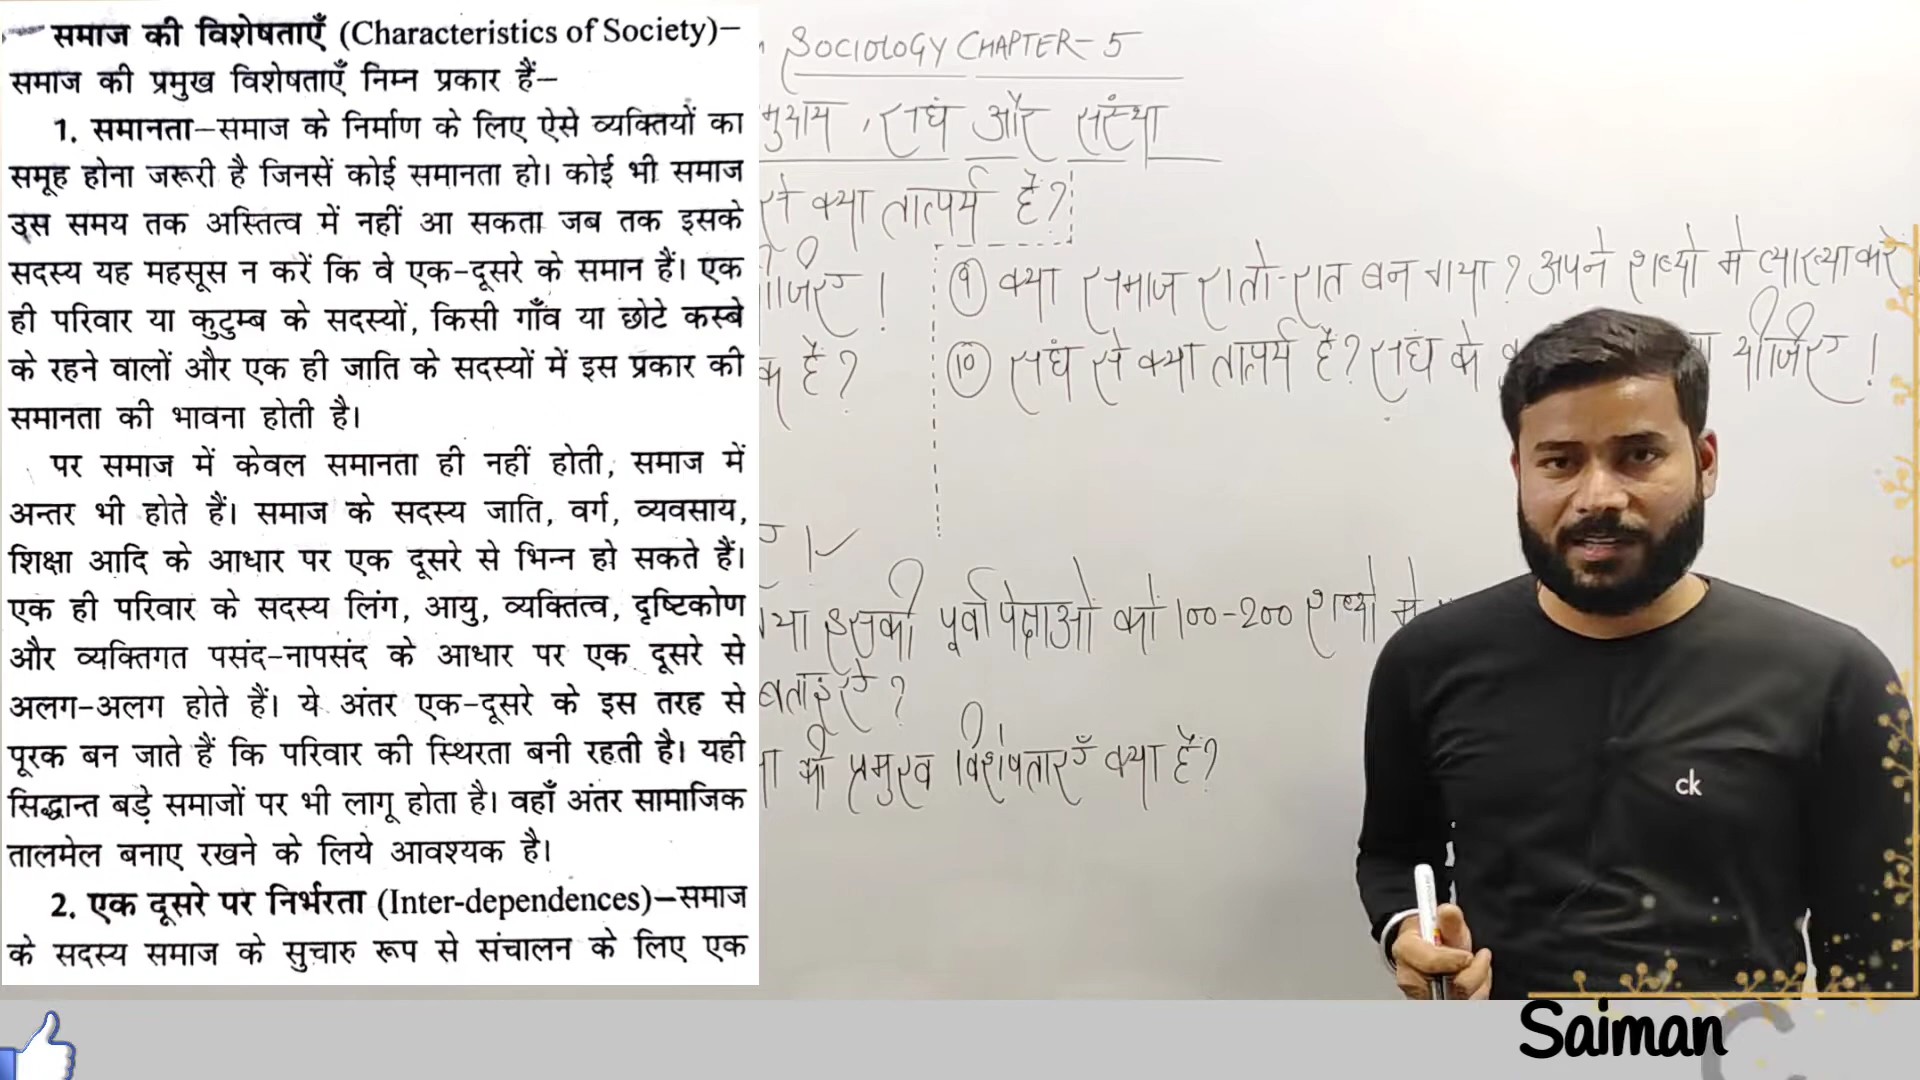 समाज की विशेषताएँ (Characteristics of Society)–
समाज की प्रमुख विशेषताएँ निम्न प्रकार हैं–
1. समानता–समाज के निर्माण के लिए ऐसे व्यक्तियों का
समूह होना जरूरी है जिनसें कोई समानता हो। कोई भी समाज
उस समय तक अस्तित्व में नहीं आ सकता जब तक इसके
सदस्य यह महसूस न करें कि वे एक-दूसरे के समान हैं। एक
ही परिवार या कुटुम्ब के सदस्यों, किसी गाँव या छोटे कस्बे
के रहने वालों और एक ही जाति के सदस्यों में इस प्रकार की
समानता की भावना होती है।
पर समाज में केवल समानता ही नहीं होती, समाज में
अन्तर भी होते हैं। समाज के सदस्य जाति, वर्ग, व्यवसाय,
शिक्षा आदि के आधार पर एक दूसरे से भिन्न हो सकते हैं।
एक ही परिवार के सदस्य लिंग, आयु, व्यक्तित्व, दृष्टिकोण
और व्यक्तिगत पसंद-नापसंद के आधार पर एक दूसरे से
अलग-अलग होते हैं। ये अंतर एक-दूसरे के इस तरह से
पूरक बन जाते हैं कि परिवार की स्थिरता बनी रहती है। यही
सिद्धान्त बड़े समाजों पर भी लागू होता है। वहाँ अंतर सामाजिक
तालमेल बनाए रखने के लिये आवश्यक है।
2. एक दूसरे पर निर्भरता (Inter-dependences)–समाज
के सदस्य समाज के सुचारु रूप से संचालन के लिए एक
SOCIOLOGY CHAPTER-5
, संघ और संस्था
से क्या तात्पर्य है?
!
है?
⑨ क्या समाज रातो-रात बन गया? अपने शब्दो मे व्याख्या करे
⑩ संघ से क्या तात्पर्य है? संघ के दीजिए !
इसकी पूर्वापेक्षाओं को 100-200 शब्दो मे
बताइए?
की प्रमुख विशेषताएँ क्या है?
ck
Saiman